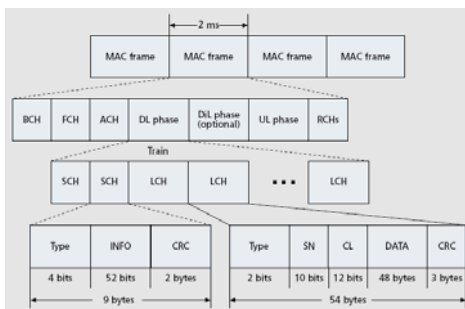 2 ms
MAC frame MAC frame MAC frame MAC frame
BCH FCH ACH DL phase DiL phase (optional) UL phase RCHs
Train
SCH SCH LCH LCH ••• LCH
Type INFO CRC Type SN CL DATA CRC
4 bits 52 bits 2 bytes 2 bits 10 bits 12 bits 48 bytes 3 bytes
9 bytes 54 bytes